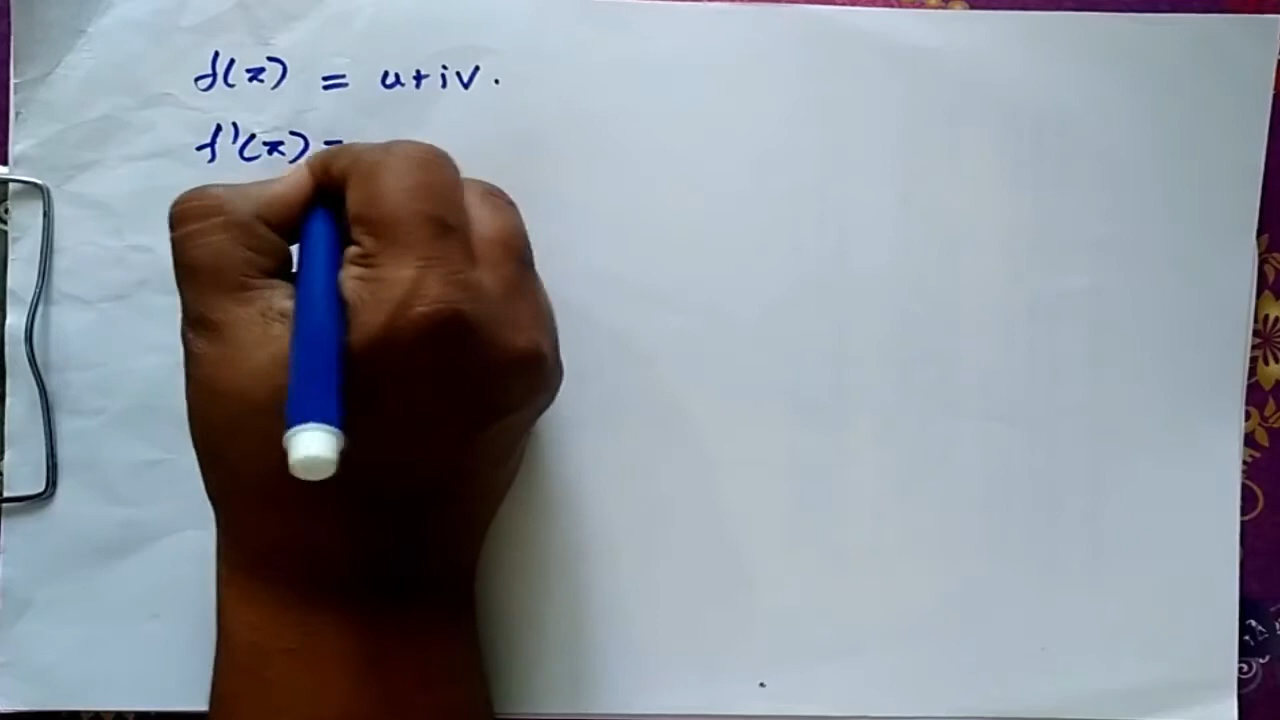 f(z) = u+iv.
f'(z) =